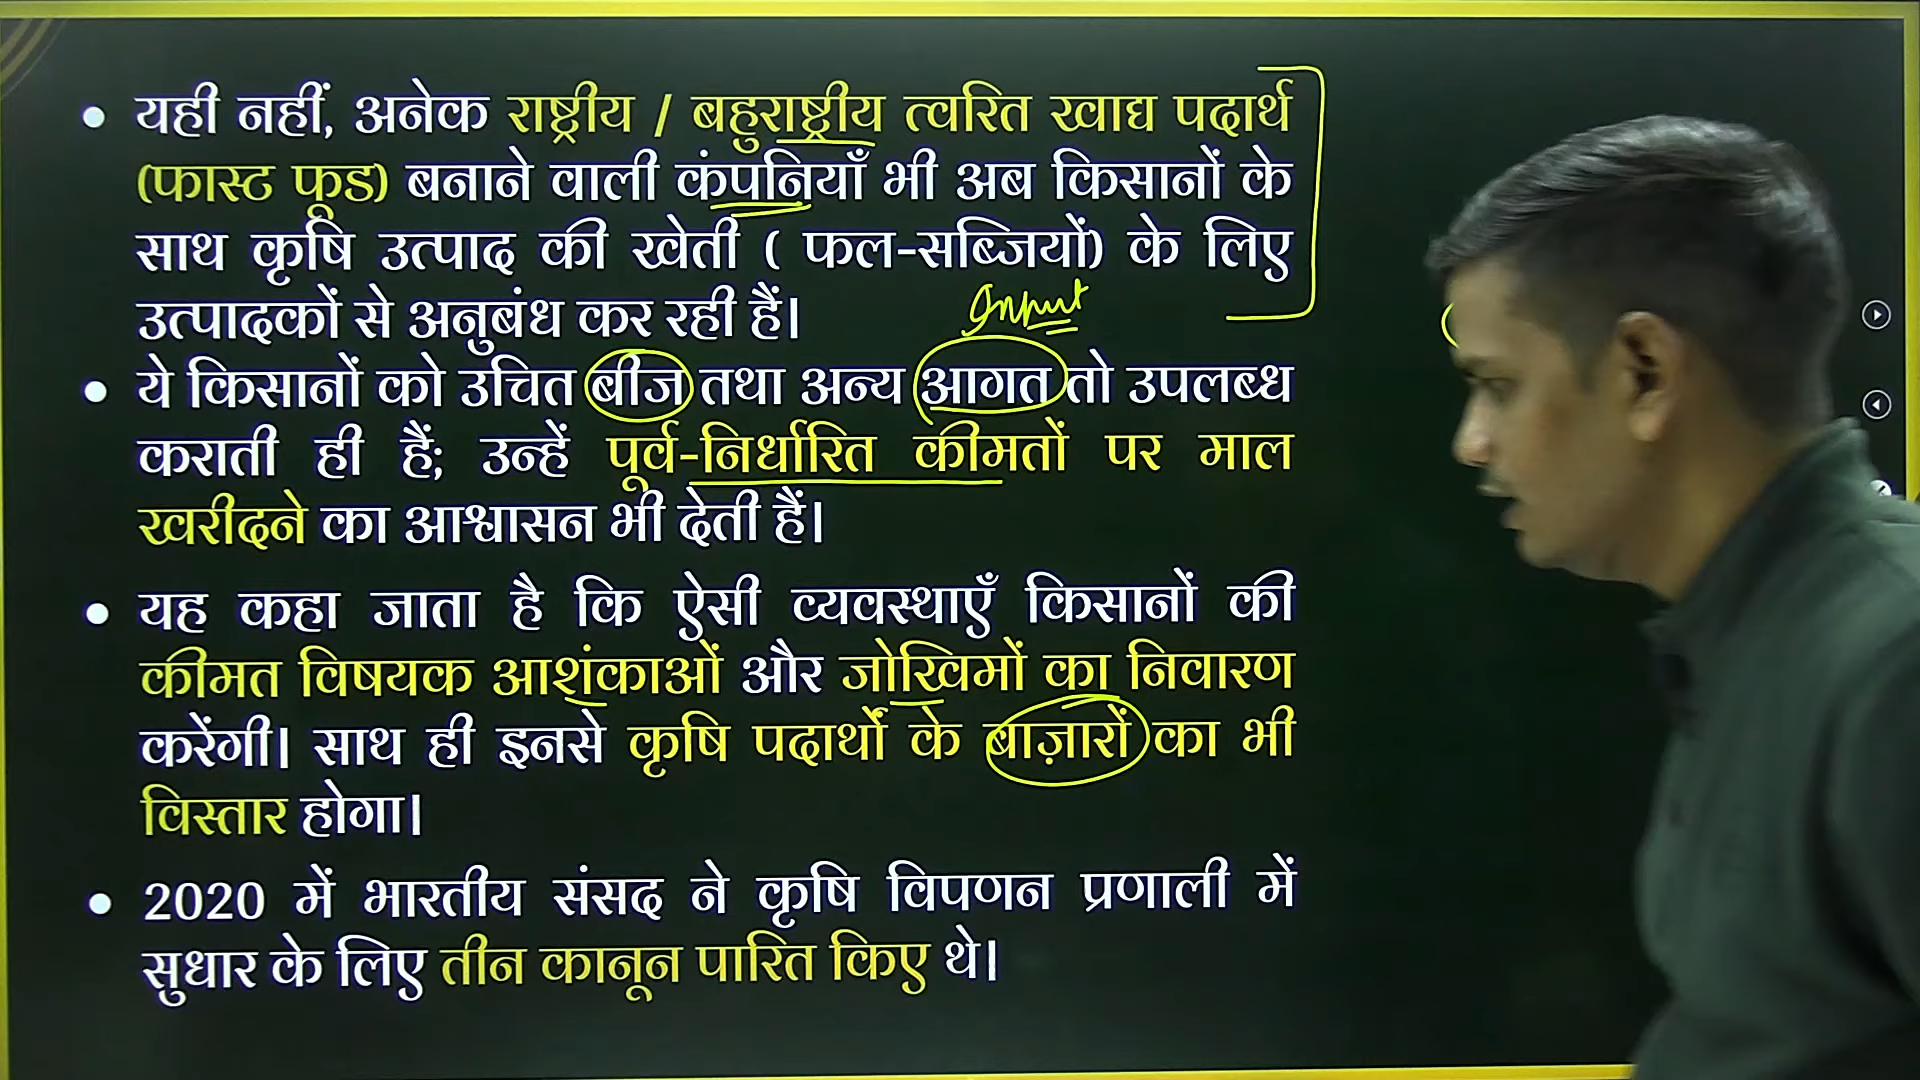 • यही नहीं, अनेक राष्ट्रीय / बहुराष्ट्रीय त्वरित खाद्य पदार्थ
(फास्ट फूड) बनाने वाली कंपनियाँ भी अब किसानों के
साथ कृषि उत्पाद की खेती ( फल-सब्जियों) के लिए
उत्पादकों से अनुबंध कर रही हैं।
Input
• ये किसानों को उचित बीज तथा अन्य आगत तो उपलब्ध
कराती ही हैं; उन्हें पूर्व-निर्धारित कीमतों पर माल
खरीदने का आश्वासन भी देती हैं।
• यह कहा जाता है कि ऐसी व्यवस्थाएँ किसानों की
कीमत विषयक आशंकाओं और जोखिमों का निवारण
करेंगी। साथ ही इनसे कृषि पदार्थों के बाज़ारों का भी
विस्तार होगा।
• 2020 में भारतीय संसद ने कृषि विपणन प्रणाली में
सुधार के लिए तीन कानून पारित किए थे।